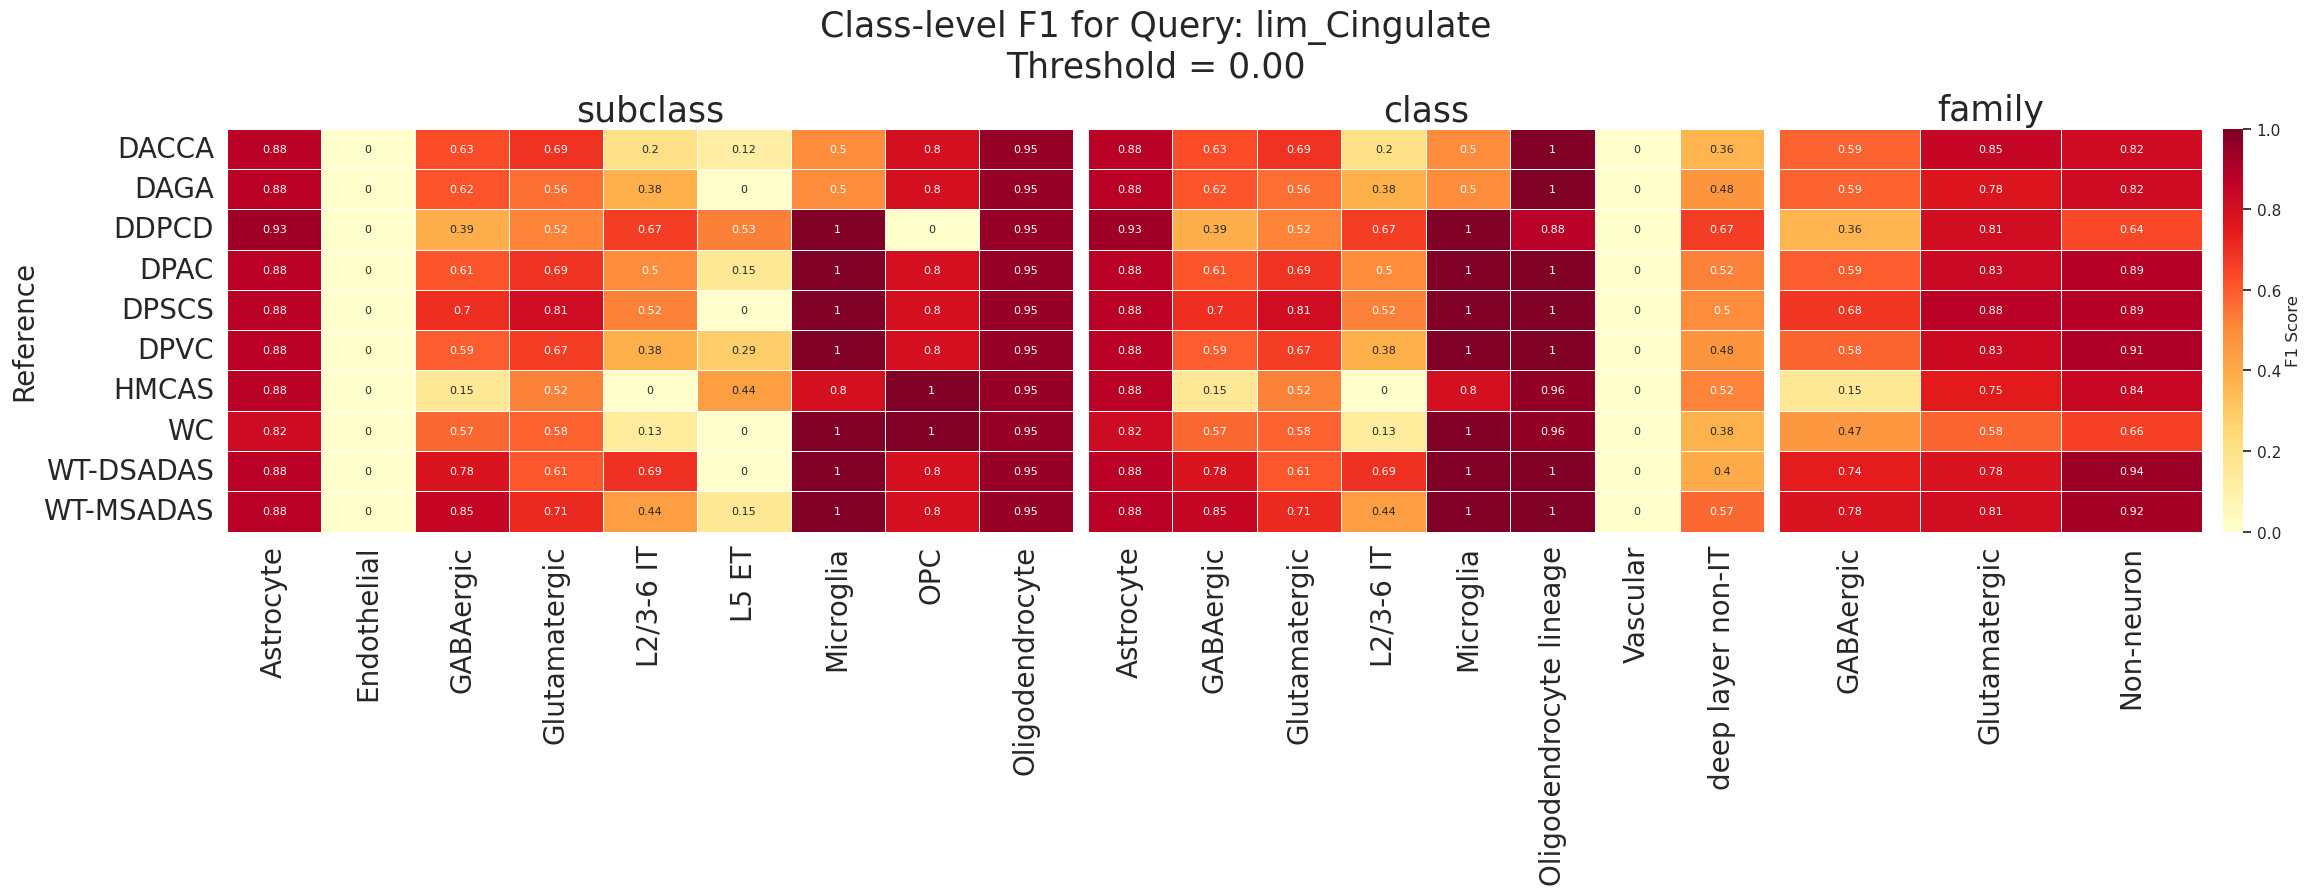 Class-level F1 for Query: lim_Cingulate
Threshold = 0.00
subclass
class
family
Reference
DACCA 0.88 0 0.63 0.69 0.2 0.12 0.5 0.8 0.95 0.88 0.63 0.69 0.2 0.5 1 0 0.36 0.59 0.85 0.82
DAGA 0.88 0 0.62 0.56 0.38 0 0.5 0.8 0.95 0.88 0.62 0.56 0.38 0.5 1 0 0.48 0.59 0.78 0.82
DDPCD 0.93 0 0.39 0.52 0.67 0.53 1 0 0.95 0.93 0.39 0.52 0.67 1 0.88 0 0.67 0.36 0.81 0.64
DPAC 0.88 0 0.61 0.69 0.5 0.15 1 0.8 0.95 0.88 0.61 0.69 0.5 1 1 0 0.52 0.59 0.83 0.89
DPSCS 0.88 0 0.7 0.81 0.52 0 1 0.8 0.95 0.88 0.7 0.81 0.52 1 1 0 0.5 0.68 0.88 0.89
DPVC 0.88 0 0.59 0.67 0.38 0.29 1 0.8 0.95 0.88 0.59 0.67 0.38 1 1 0 0.48 0.58 0.83 0.91
HMCAS 0.88 0 0.15 0.52 0 0.44 0.8 1 0.95 0.88 0.15 0.52 0 0.8 0.96 0 0.52 0.15 0.75 0.84
WC 0.82 0 0.57 0.58 0.13 0 1 1 0.95 0.82 0.57 0.58 0.13 1 0.96 0 0.38 0.47 0.58 0.66
WT-DSADAS 0.88 0 0.78 0.61 0.69 0 1 0.8 0.95 0.88 0.78 0.61 0.69 1 1 0 0.4 0.74 0.78 0.94
WT-MSADAS 0.88 0 0.85 0.71 0.44 0.15 1 0.8 0.95 0.88 0.85 0.71 0.44 1 1 0 0.57 0.78 0.81 0.92
Astrocyte
Endothelial
GABAergic
Glutamatergic
L2/3-6 IT
L5 ET
Microglia
OPC
Oligodendrocyte
Astrocyte
GABAergic
Glutamatergic
L2/3-6 IT
Microglia
Oligodendrocyte lineage
Vascular
deep layer non-IT
GABAergic
Glutamatergic
Non-neuron
1.0
0.8
0.6
0.4
0.2
0.0
F1 Score